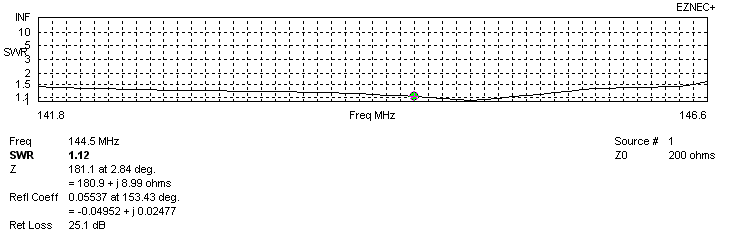 EZNEC+
INF
10
5
SWR
3
2
1.5
1.1
141.8 Freq MHz 146.6
Freq 144.5 MHz Source # 1
SWR 1.12 Z0 200 ohms
Z 181.1 at 2.84 deg.
= 180.9 + j 8.99 ohms
Refl Coeff 0.05537 at 153.43 deg.
= -0.04952 + j 0.02477
Ret Loss 25.1 dB